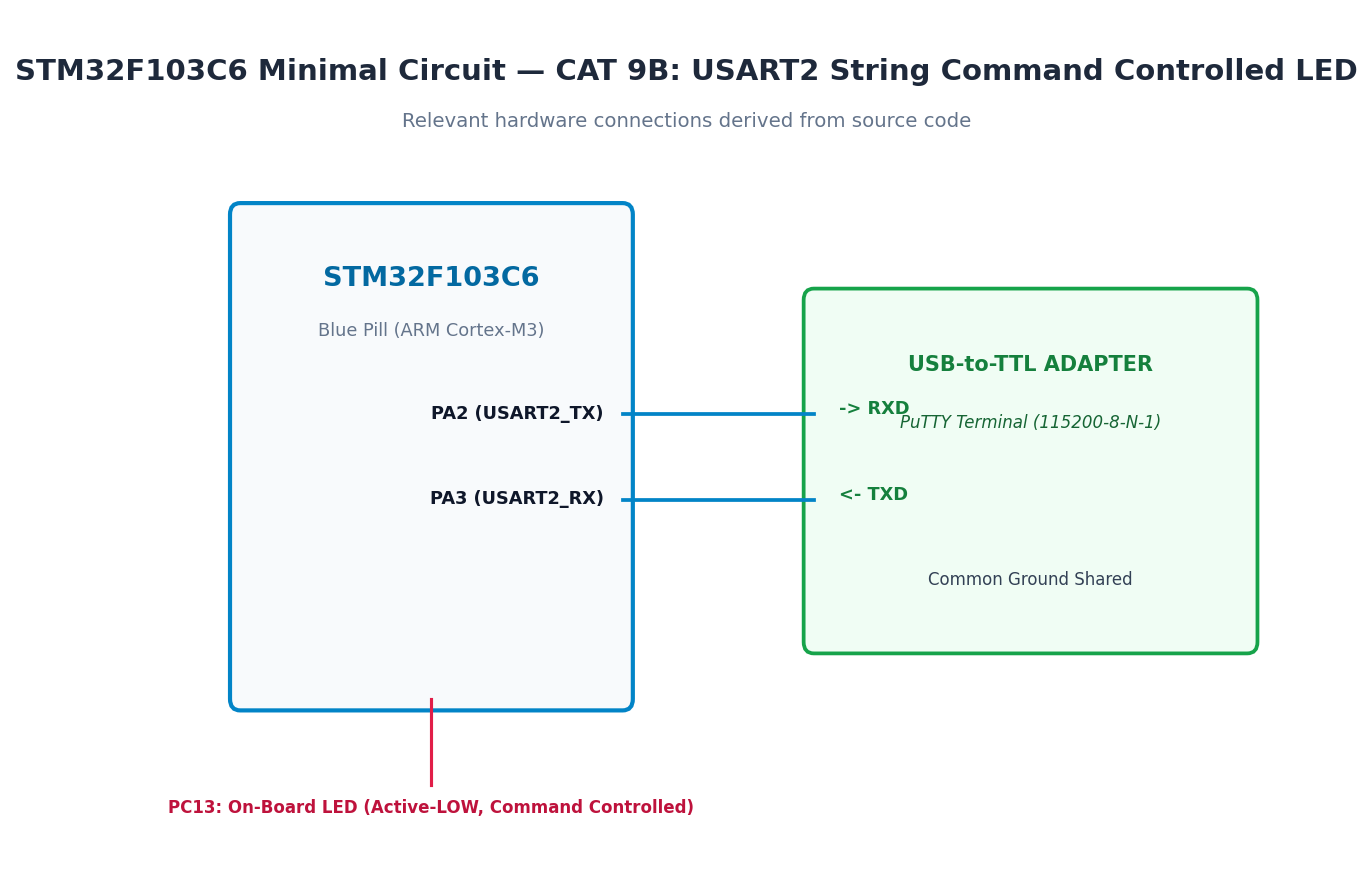 STM32F103C6 Minimal Circuit — CAT 9B: USART2 String Command Controlled LED
Relevant hardware connections derived from source code
STM32F103C6
Blue Pill (ARM Cortex-M3)
PA2 (USART2_TX)
PA3 (USART2_RX)
USB-to-TTL ADAPTER
-> RXD
PuTTY Terminal (115200-8-N-1)
<- TXD
Common Ground Shared
PC13: On-Board LED (Active-LOW, Command Controlled)